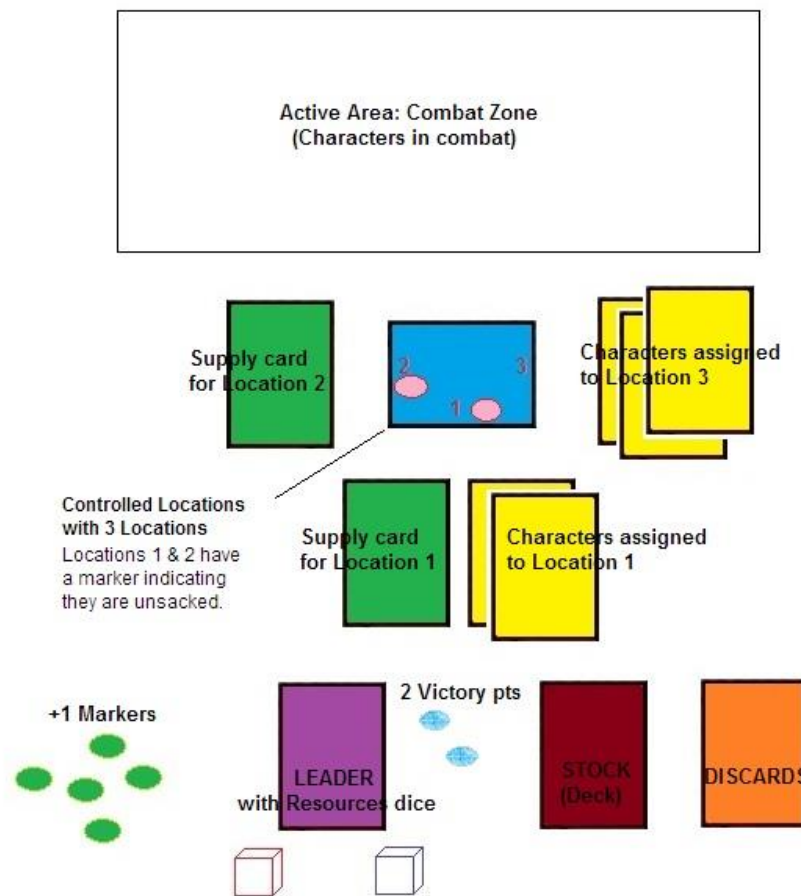 Active Area: Combat Zone
(Characters in combat)
Supply card
for Location 2
2
3
1
Characters assigned
to Location 3
Controlled Locations
with 3 Locations
Locations 1 & 2 have
a marker indicating
they are unsacked.
Supply card
for Location 1
Characters assigned
to Location 1
+1 Markers
2 Victory pts
LEADER
with Resources dice
STOCK
(Deck)
DISCARDS